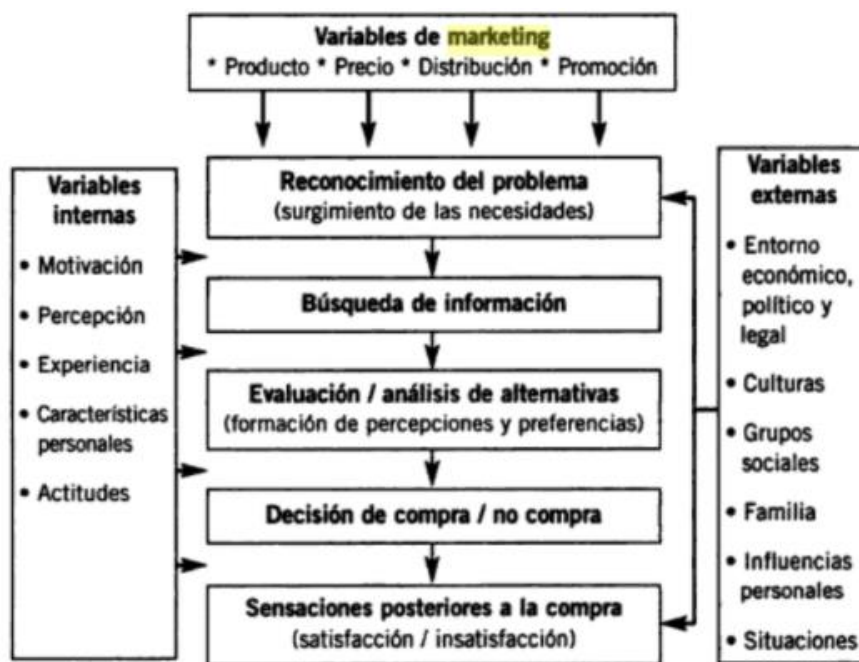 Variables de marketing
* Producto * Precio * Distribución * Promoción
Variables
internas
• Motivación
• Percepción
• Experiencia
• Características
personales
• Actitudes
Reconocimiento del problema
(surgimiento de las necesidades)
Búsqueda de información
Evaluación / análisis de alternativas
(formación de percepciones y preferencias)
Decisión de compra / no compra
Sensaciones posteriores a la compra
(satisfacción / insatisfacción)
Variables
externas
• Entorno
económico,
político y
legal
• Culturas
• Grupos
sociales
• Familia
• Influencias
personales
• Situaciones